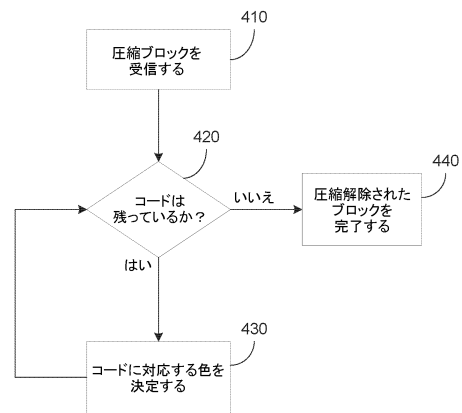 410
圧縮ブロックを
受信する
420
コードは
残っているか？
いいえ
440
圧縮解除された
ブロックを
完了する
はい
430
コードに対応する色を
決定する